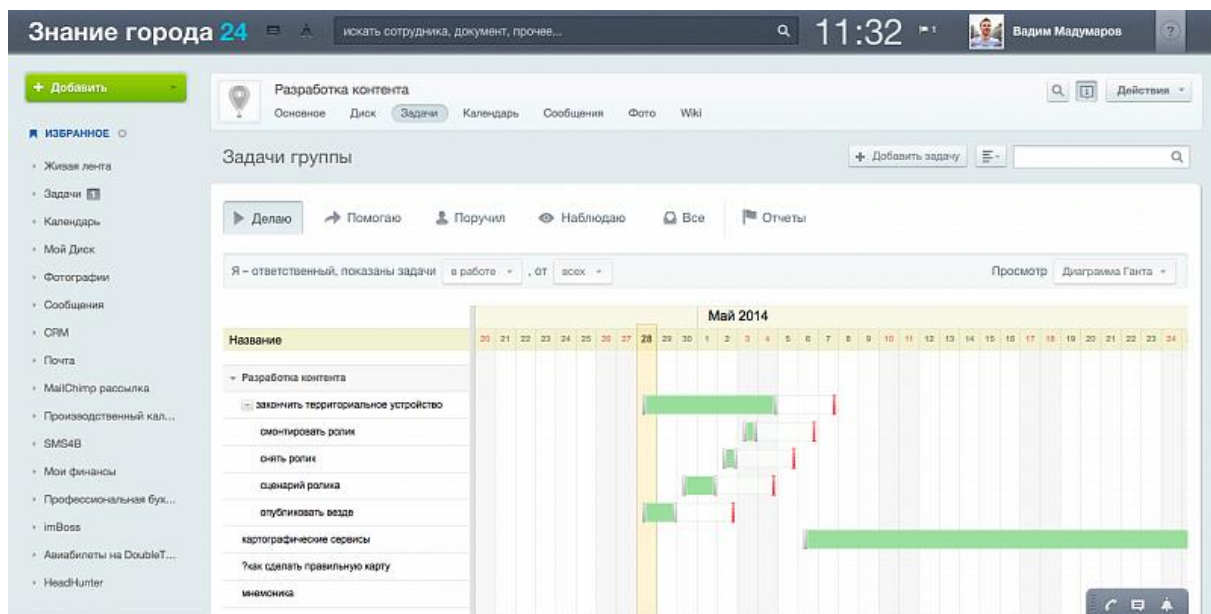 Знание города 24
искать сотрудника, документ, прочее...
11:32
1
Вадим Мадумаров
?
+ Добавить
Разработка контента
Действия
Основное Диск Задачи Календарь Сообщения Фото Wiki
ИЗБРАННОЕ
Задачи группы
+ Добавить задачу
Живая лента
Задачи 1
Календарь
Мой Диск
Фотографии
Сообщения
CRM
Почта
MailChimp рассылка
Производственный кал...
SMS4B
Мои финансы
Профессиональная бух...
imBoss
Авиабилеты на DoubleT...
HeadHunter
Делаю Помогаю Поручил Наблюдаю Все Отчеты
Я – ответственный, показаны задачи в работе , от всех Просмотр Диаграмма Ганта
Май 2014
Название 20 21 22 23 24 25 26 27 28 29 30 1 2 3 4 5 6 7 8 9 10 11 12 13 14 15 16 17 18 19 20 21 22 23 24
Разработка контента
закончить территориальное устройство
смонтировать ролик
снять ролик
сценарий ролика
опубликовать везде
картографические сервисы
?как сделать правильную карту
мнемоника